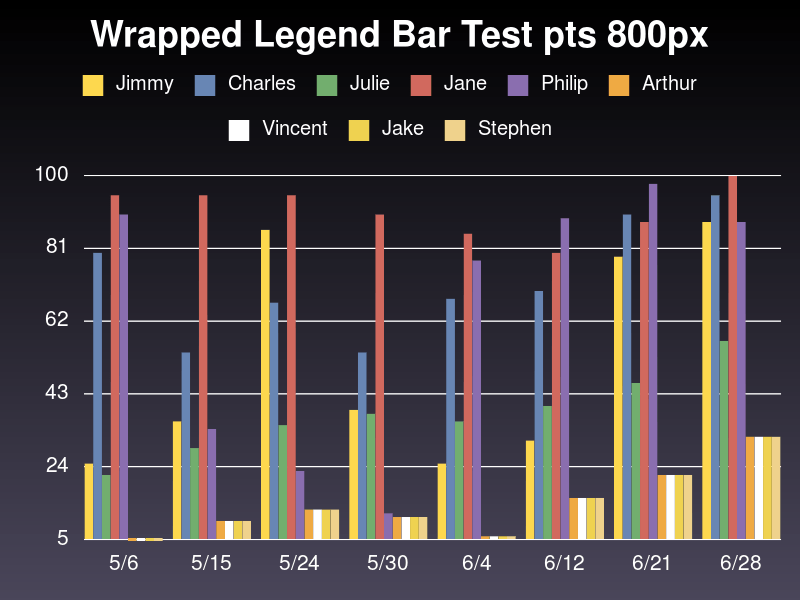 Wrapped Legend Bar Test pts 800px
Jimmy Charles Julie Jane Philip Arthur
Vincent Jake Stephen
100
81
62
43
24
5
5/6 5/15 5/24 5/30 6/4 6/12 6/21 6/28